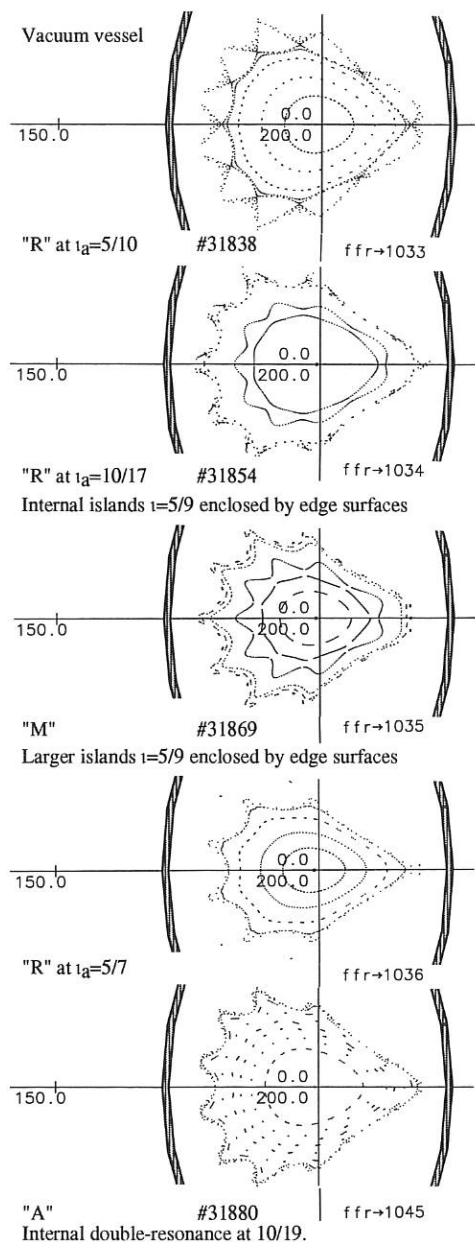 Vacuum vessel
0.0
150.0 200.0
"R" at ιa=5/10 #31838 ffr→1033
0.0
150.0 200.0
"R" at ιa=10/17 #31854 ffr→1034
Internal islands ι=5/9 enclosed by edge surfaces
0.0
150.0 200.0
"M" #31869 ffr→1035
Larger islands ι=5/9 enclosed by edge surfaces
0.0
150.0 200.0
"R" at ιa=5/7 ffr→1036
0.0
150.0 200.0
"A" #31880 ffr→1045
Internal double-resonance at 10/19.